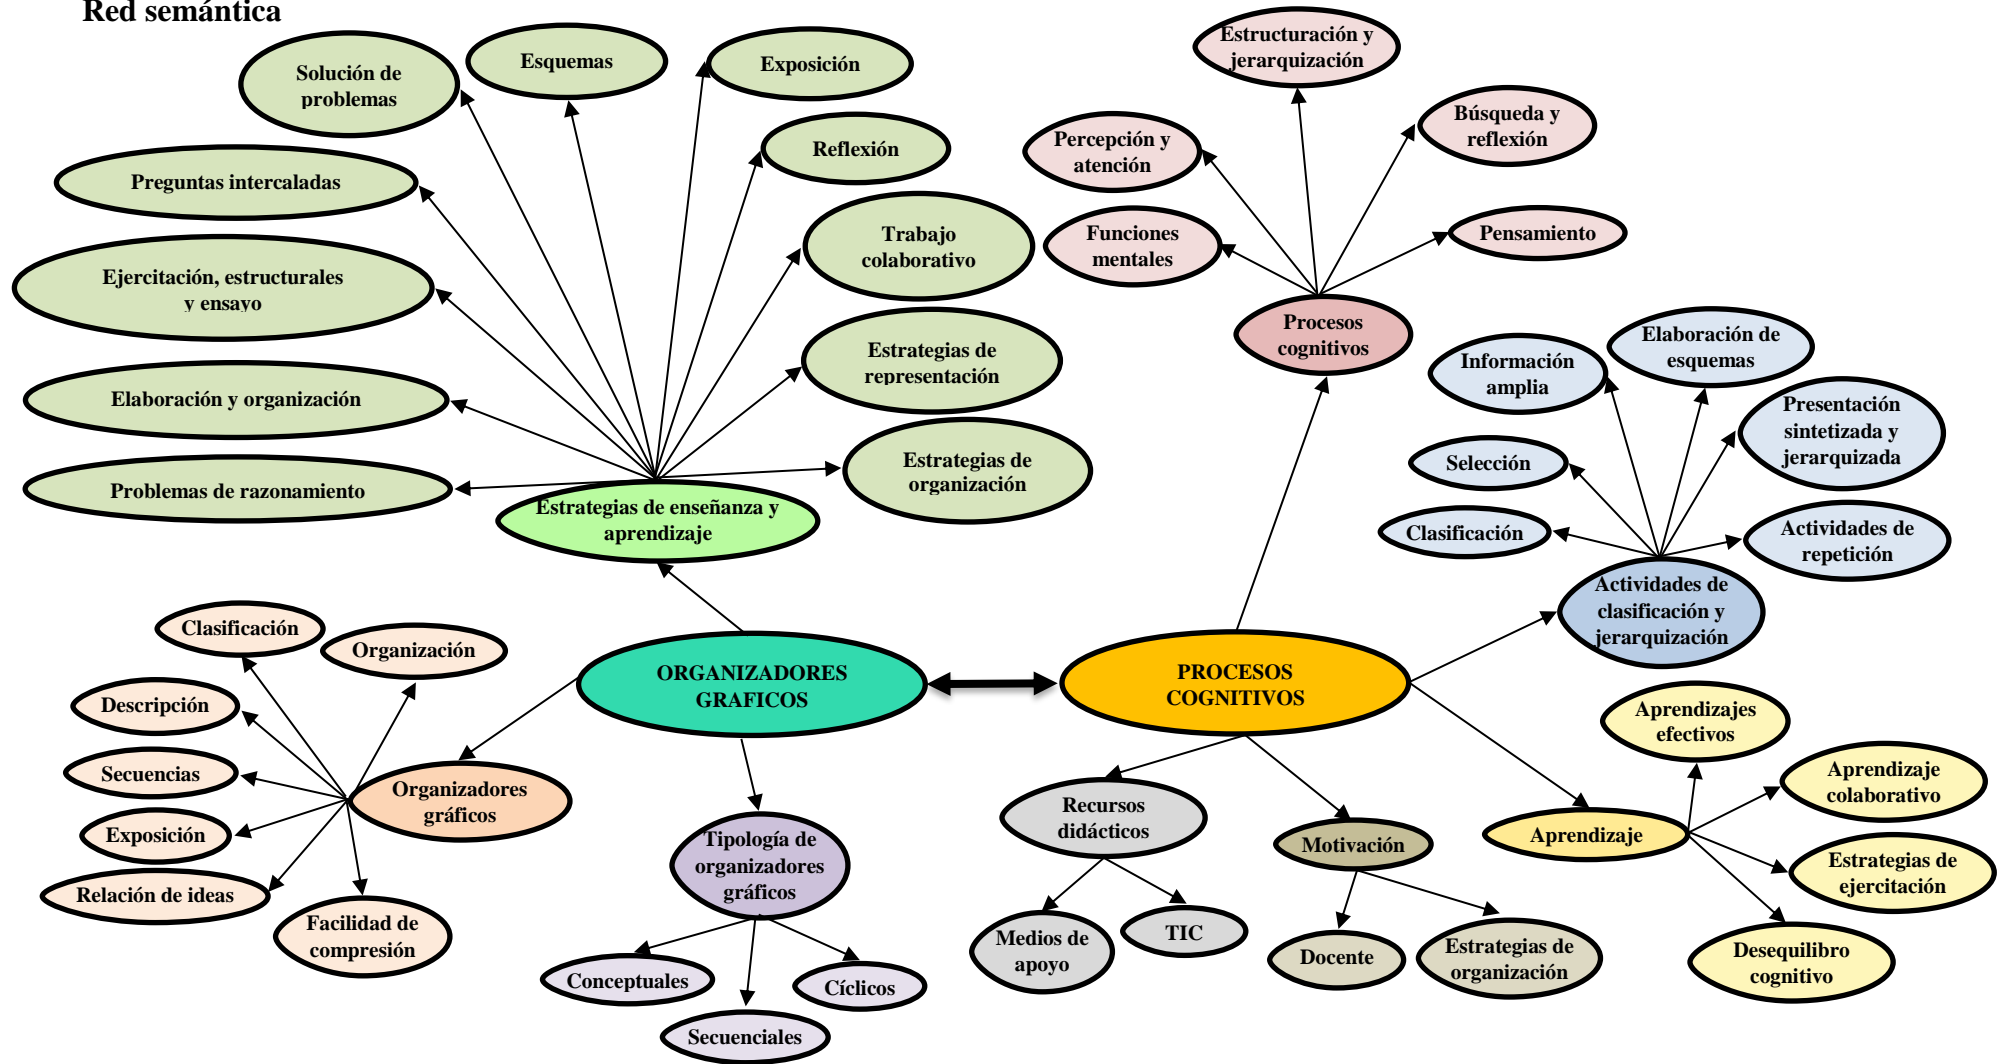 Red semántica
Solución de
problemas
Esquemas
Exposición
Reflexión
Preguntas intercaladas
Trabajo
colaborativo
Ejercitación, estructurales
y ensayo
Estrategias de
representación
Elaboración y organización
Estrategias de
organización
Problemas de razonamiento
Estrategias de enseñanza y
aprendizaje
Estructuración y
jerarquización
Búsqueda y
reflexión
Percepción y
atención
Funciones
mentales
Pensamiento
Procesos
cognitivos
Información
amplia
Elaboración de
esquemas
Presentación
sintetizada y
jerarquizada
Selección
Clasificación
Actividades de
repetición
Actividades de
clasificación y
jerarquización
ORGANIZADORES
GRAFICOS
PROCESOS
COGNITIVOS
Clasificación
Organización
Descripción
Secuencias
Exposición
Relación de ideas
Facilidad de
compresión
Organizadores
gráficos
Tipología de
organizadores
gráficos
Conceptuales
Secuenciales
Cíclicos
Recursos
didácticos
Medios de
apoyo
TIC
Motivación
Docente
Estrategias de
organización
Aprendizaje
Aprendizajes
efectivos
Aprendizaje
colaborativo
Estrategias de
ejercitación
Desequilibro
cognitivo